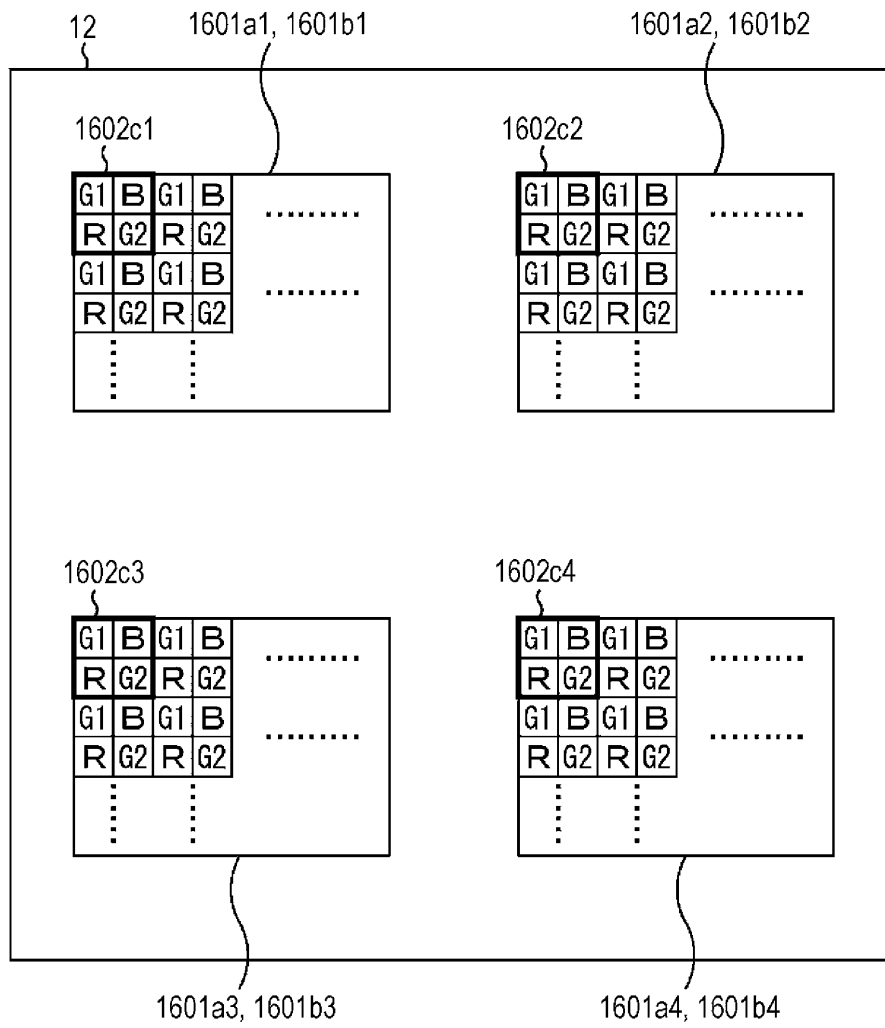 12
1601a1, 1601b1
1601a2, 1601b2
1602c1
1602c2
G1 B G1 B
R G2 R G2
G1 B G1 B
R G2 R G2
G1 B G1 B
R G2 R G2
G1 B G1 B
R G2 R G2
1602c3
1602c4
G1 B G1 B
R G2 R G2
G1 B G1 B
R G2 R G2
G1 B G1 B
R G2 R G2
G1 B G1 B
R G2 R G2
1601a3, 1601b3
1601a4, 1601b4